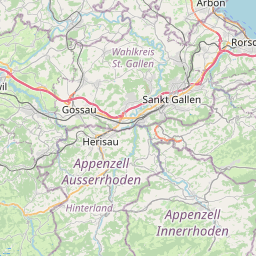 Arbon
Rorsc
Wahlkreis
St. Gallen
wil
Gossau
Sankt Gallen
Herisau
Appenzell
Ausserrhoden
Hinterland
Appenzell
Innerrhoden